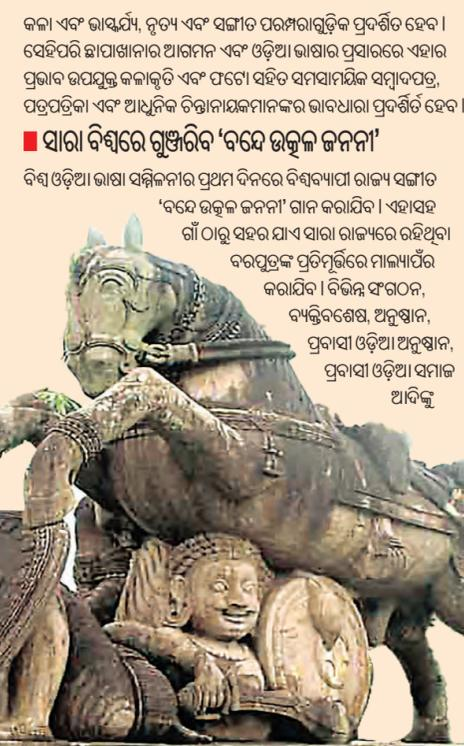 କଳା ଏବଂ ଭାସ୍କର୍ଯ୍ୟ, ନୃତ୍ୟ ଏବଂ ସଙ୍ଗୀତ ପରମ୍ପରାଗୁଡ଼ିକ ପ୍ରଦର୍ଶିତ ହେବ ।
ସେହିପରି ଛାପାଖାନାର ଆଗମନ ଏବଂ ଓଡ଼ିଆ ଭାଷାର ପ୍ରସାରରେ ଏହାର
ପ୍ରଭାବ ଉପଯୁକ୍ତ କଳାକୃତି ଏବଂ ଫଟୋ ସହିତ ସମସାମୟିକ ସମ୍ବାଦପତ୍ର,
ପତ୍ରପତ୍ରିକା ଏବଂ ଆଧୁନିକ ଚିନ୍ତାନାୟକମାନଙ୍କର ଭାବଧାରା ପ୍ରଦର୍ଶିର୍ତ ହେବ ।
ସାରା ବିଶ୍ୱରେ ଗୁଞ୍ଜରିବ ‘ବନ୍ଦେ ଉତ୍କଳ ଜନନୀ’
ବିଶ୍ୱ ଓଡ଼ିଆ ଭାଷା ସମ୍ମିଳନୀର ପ୍ରଥମ ଦିନରେ ବିଶ୍ୱବ୍ୟାପୀ ରାଜ୍ୟ ସଙ୍ଗୀତ
‘ବନ୍ଦେ ଉତ୍କଳ ଜନନୀ’ ଗାନ କରାଯିବ । ଏହାସହ
ଗାଁ ଠାରୁ ସହର ଯାଏ ସାରା ରାଜ୍ୟରେ ରହିଥିବା
ବରପୁତ୍ରଙ୍କ ପ୍ରତିମୂର୍ତ୍ତିରେ ମାଲ୍ୟାର୍ପଣ
କରାଯିବ । ବିଭିନ୍ନ ସଂଗଠନ,
ବ୍ୟକ୍ତିବିଶେଷ, ଅନୁଷ୍ଠାନ,
ପ୍ରବାସୀ ଓଡ଼ିଆ ଅନୁଷ୍ଠାନ,
ପ୍ରବାସୀ ଓଡ଼ିଆ ସମାଜ
ଆଦିଙ୍କୁ